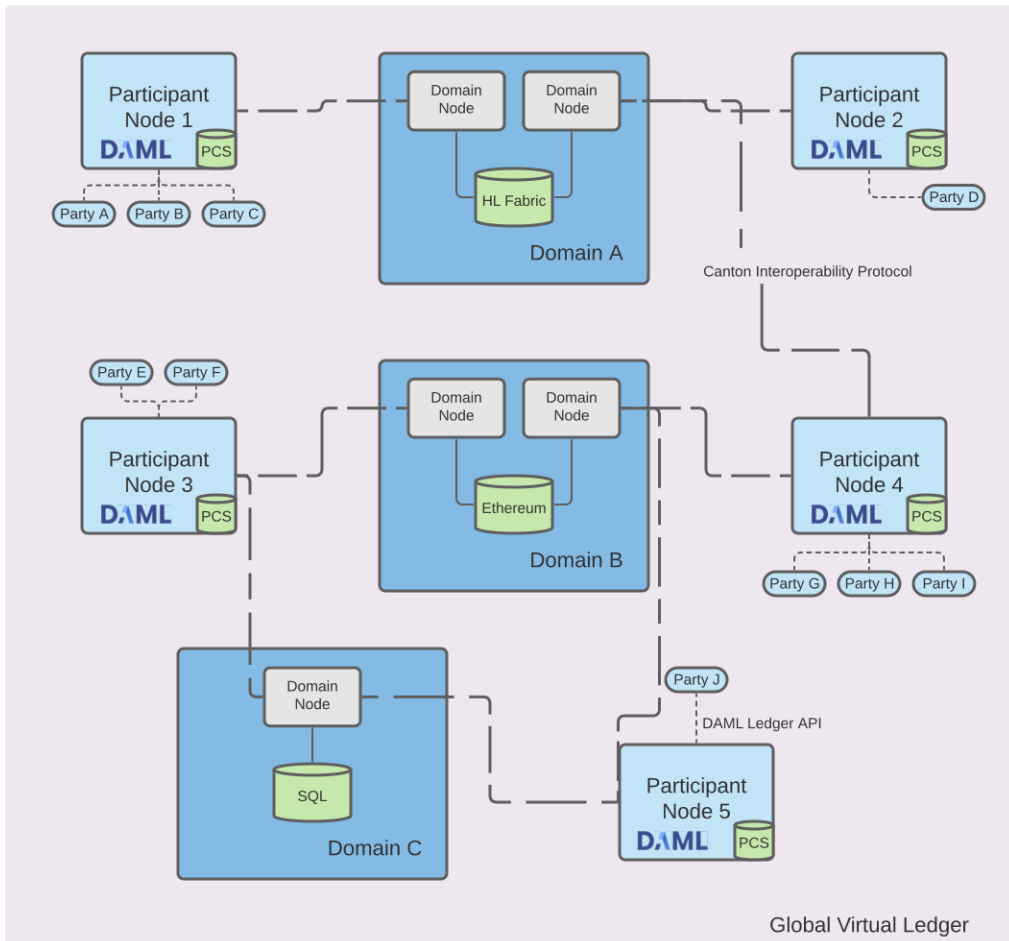 Participant
Node 1
DAML
PCS
Party A
Party B
Party C
Domain
Node
Domain
Node
HL Fabric
Domain A
Participant
Node 2
DAML
PCS
Party D
Canton Interoperability Protocol
Party E
Party F
Participant
Node 3
DAML
PCS
Domain
Node
Domain
Node
Ethereum
Domain B
Participant
Node 4
DAML
PCS
Party G
Party H
Party I
Domain
Node
SQL
Domain C
Party J
DAML Ledger API
Participant
Node 5
DAML
PCS
Global Virtual Ledger